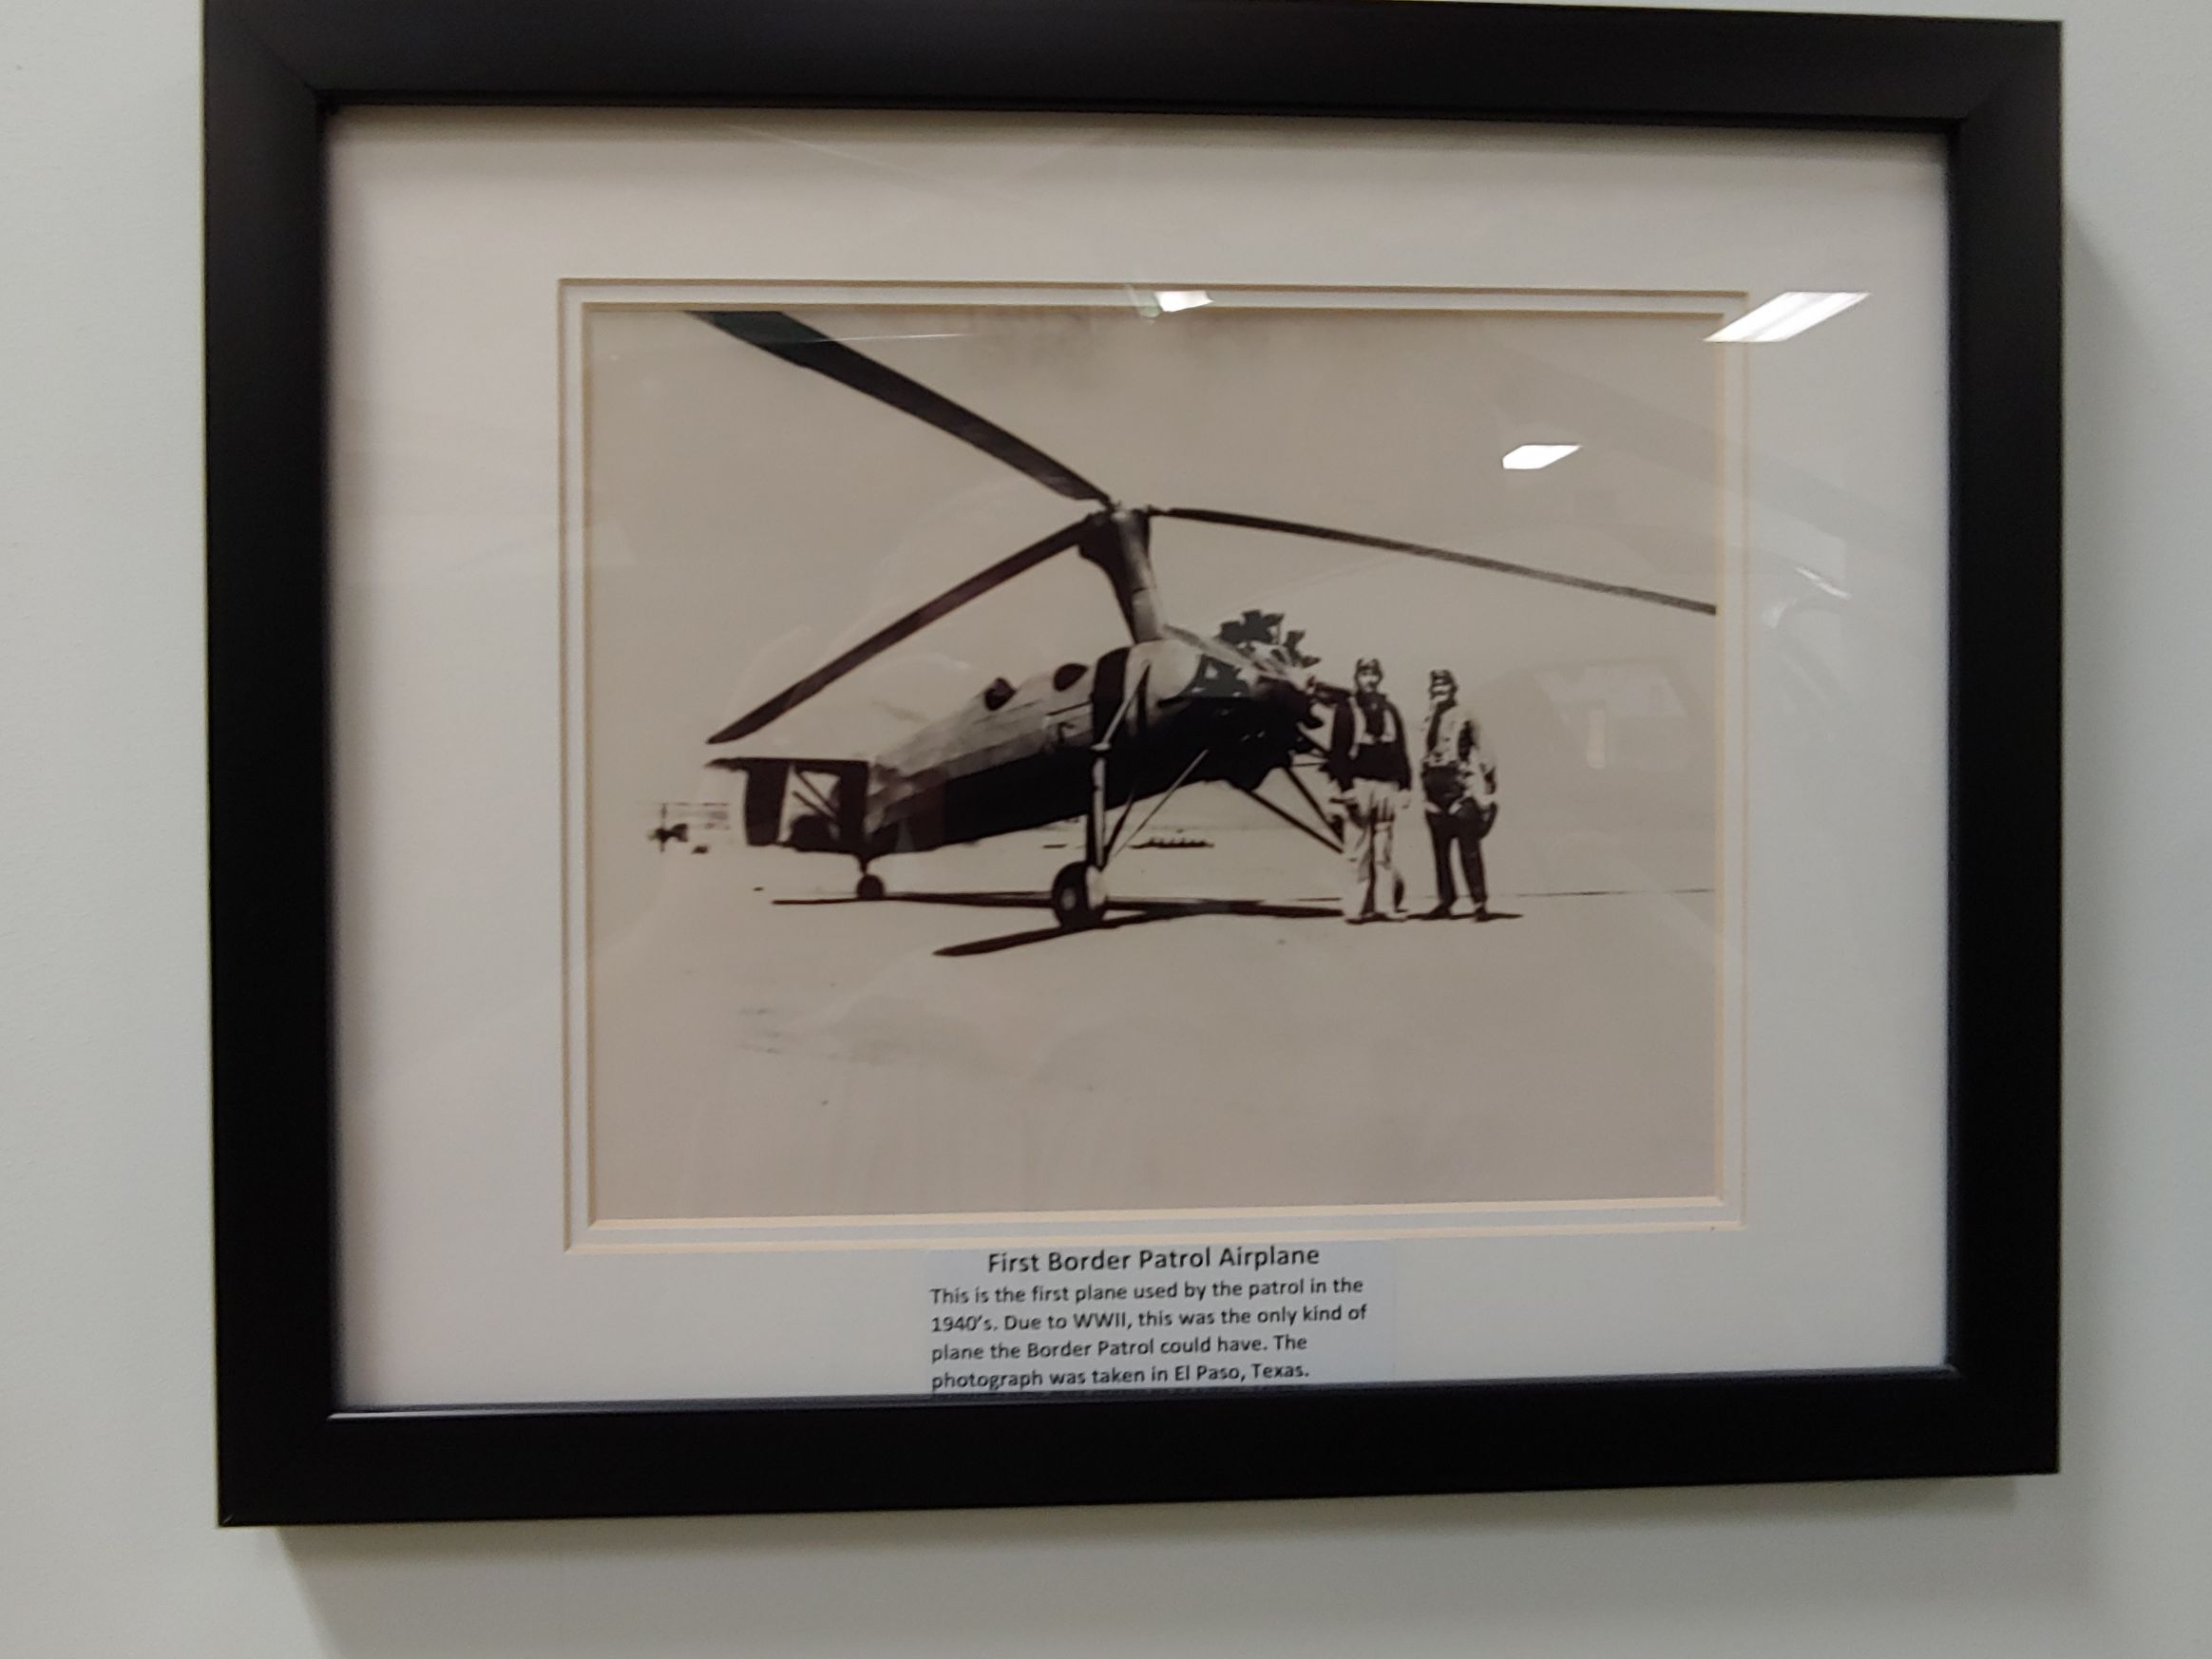 First Border Patrol Airplane
This is the first plane used by the patrol in the
1940's. Due to WWII, this was the only kind of
plane the Border Patrol could have. The
photograph was taken in El Paso, Texas.